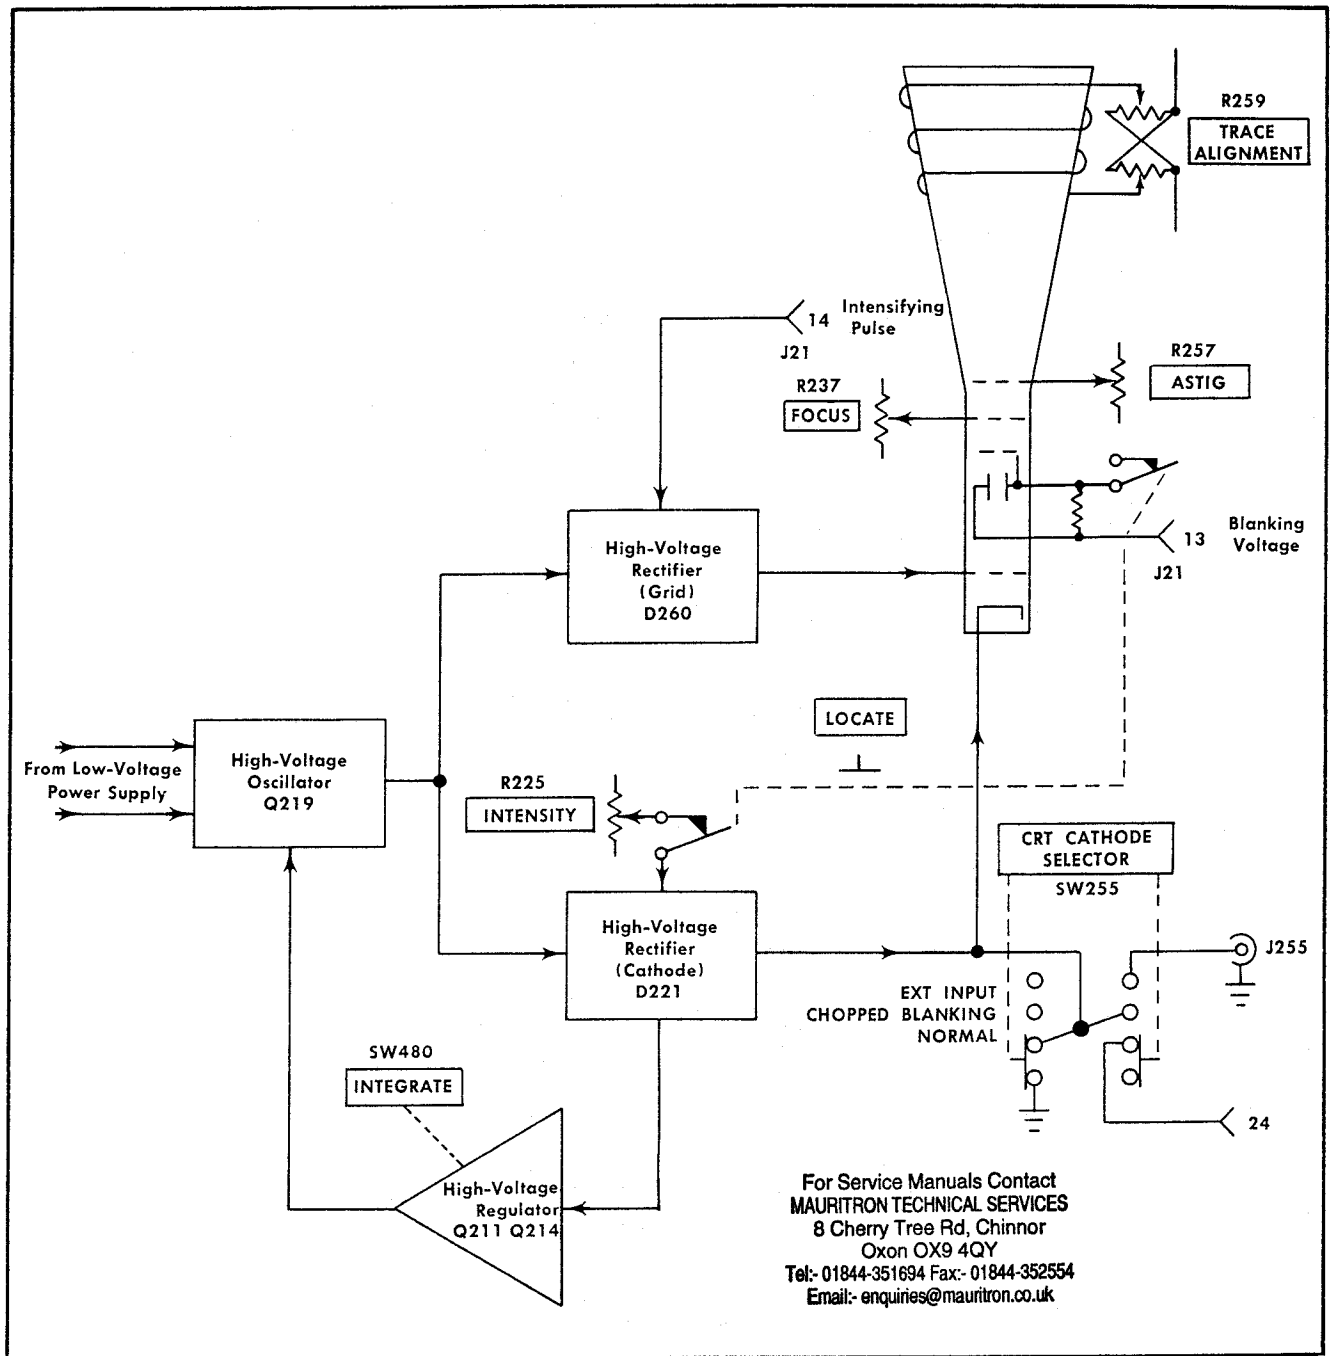 R259
TRACE
ALIGNMENT
14
Intensifying
Pulse
J21
R257
ASTIG
R237
FOCUS
13
Blanking
Voltage
J21
High-Voltage
Rectifier
(Grid)
D260
LOCATE
From Low-Voltage
Power Supply
High-Voltage
Oscillator
Q219
R225
INTENSITY
CRT CATHODE
SELECTOR
SW255
High-Voltage
Rectifier
(Cathode)
D221
J255
EXT INPUT
CHOPPED BLANKING
NORMAL
SW480
INTEGRATE
24
High-Voltage
Regulator
Q211 Q214
For Service Manuals Contact
MAURITRON TECHNICAL SERVICES
8 Cherry Tree Rd, Chinnor
Oxon OX9 4QY
Tel:- 01844-351694 Fax:- 01844-352554
Email:- enquiries@mauritron.co.uk